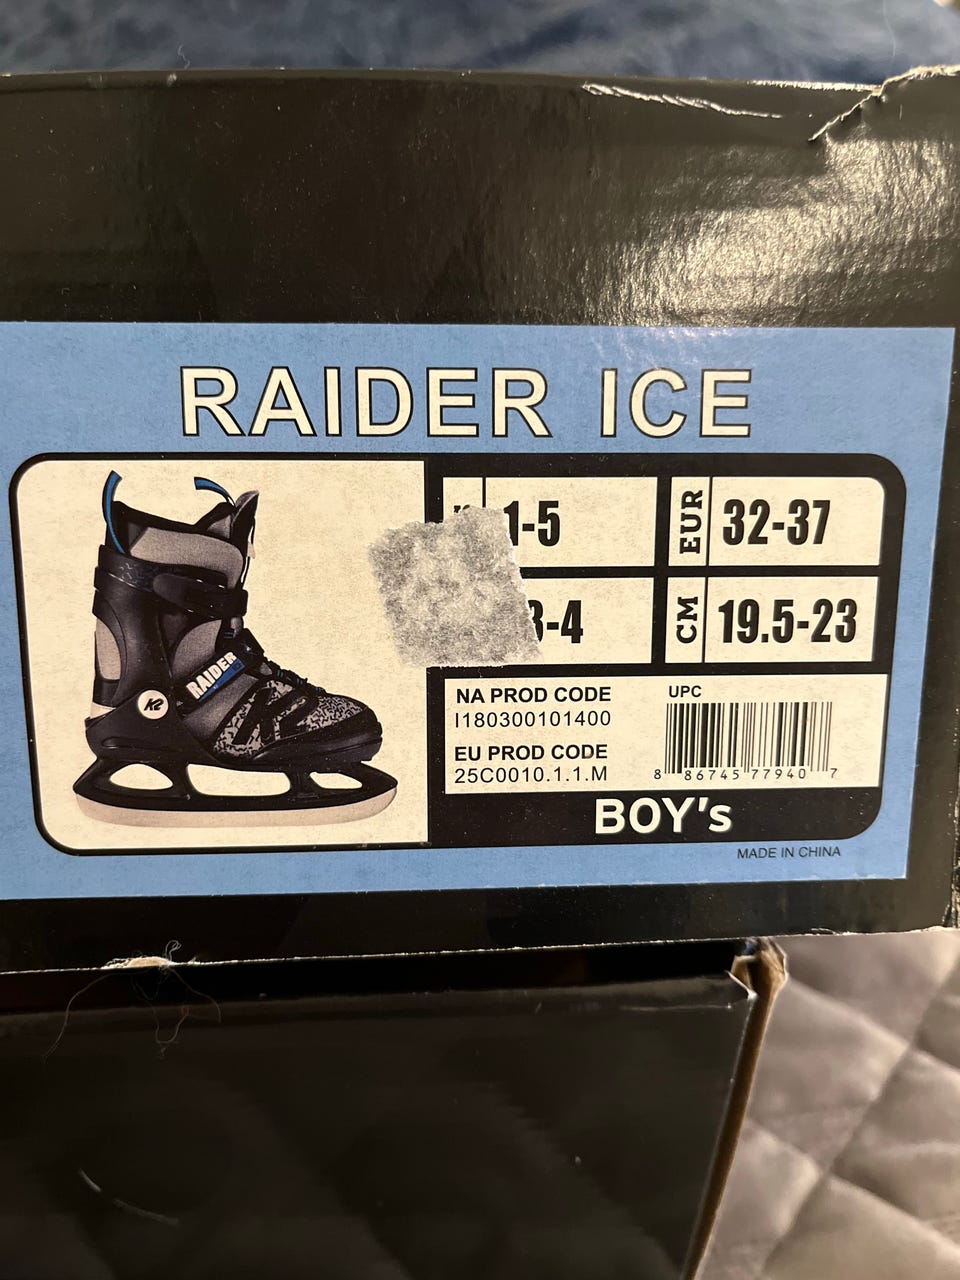 RAIDER ICE
1-5
EUR 32-37
3-4
CM 19.5-23
RAIDER
K2
NA PROD CODE
I180300101400
EU PROD CODE
25C0010.1.1.M
UPC
8 86745 77940 7
BOY's
MADE IN CHINA